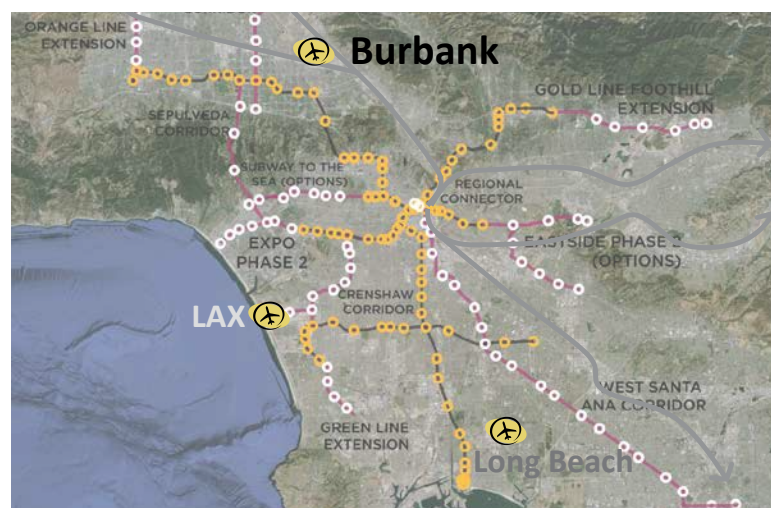 ORANGE LINE
EXTENSION
Burbank
GOLD LINE FOOTHILL
EXTENSION
SEPULVEDA
CORRIDOR
SUBWAY TO THE
SEA (OPTIONS)
REGIONAL
CONNECTOR
EXPO
PHASE 2
EASTSIDE PHASE 2
(OPTIONS)
LAX
CRENSHAW
CORRIDOR
WEST SANTA
ANA CORRIDOR
GREEN LINE
EXTENSION
Long Beach